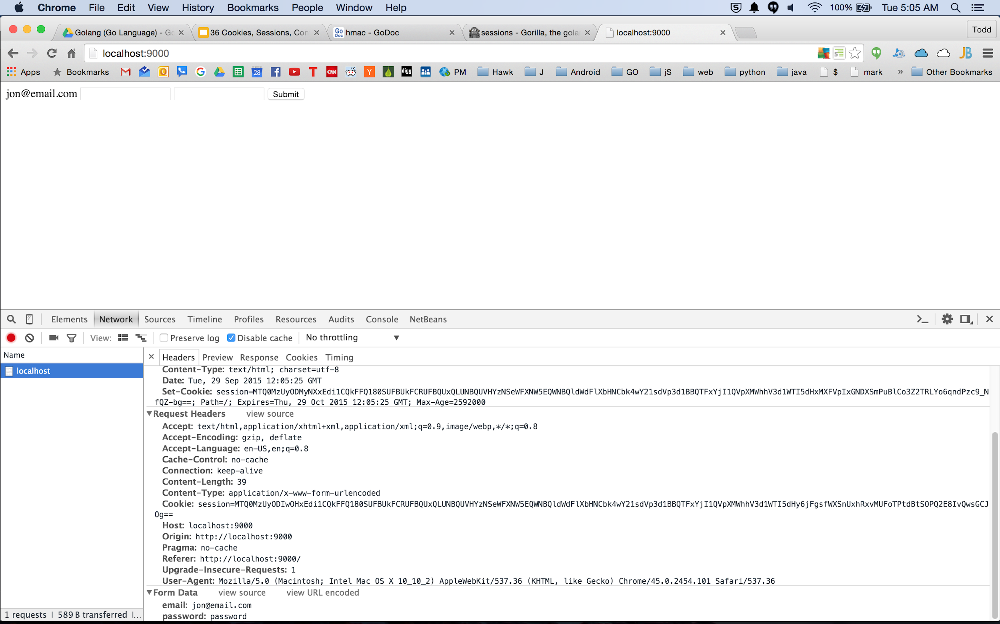 Chrome File Edit View History Bookmarks People Window Help 100% Tue 5:05 AM
Golang (Go Language) - Go 36 Cookies, Sessions, Con hmac - GoDoc sessions - Gorilla, the gola localhost:9000 Todd
localhost:9000
Apps Bookmarks 28 CNN digg PM Hawk J Android GO jS web python java $ mark » Other Bookmarks
jon@email.com Submit
Elements Network Sources Timeline Profiles Resources Audits Console NetBeans
View: Preserve log Disable cache No throttling
Name
Headers Preview Response Cookies Timing
localhost
Content-Type: text/html; charset=utf-8
Date: Tue, 29 Sep 2015 12:05:25 GMT
Set-Cookie: session=MTQ0MzUyODMyNXxEdi1CQkFFQ180SUFBUkFCRUFBQUxQLUNBQUVHYzNSeWFXNW5EQWNBQldWdFlXbHNCbk4wY21sdVp3d1BBQTFxYjI1QVpXMWhhV3d1WTI5dHxMXFVpIxGNDXSmPuBlCo3Z2TRLYo6qndPzc9_N
fQZ-bg==; Path=/; Expires=Thu, 29 Oct 2015 12:05:25 GMT; Max-Age=2592000
Request Headers view source
Accept: text/html,application/xhtml+xml,application/xml;q=0.9,image/webp,*/*;q=0.8
Accept-Encoding: gzip, deflate
Accept-Language: en-US,en;q=0.8
Cache-Control: no-cache
Connection: keep-alive
Content-Length: 39
Content-Type: application/x-www-form-urlencoded
Cookie: session=MTQ0MzUyODIwOHxEdi1CQkFFQ180SUFBUkFCRUFBQUxQLUNBQUVHYzNSeWFXNW5EQWNBQldWdFlXbHNCbk4wY21sdVp3d1BBQTFxYjI1QVpXMWhhV3d1WTI5dHy6jFgsfWXSnUxhRxvMUFoTPtdBtSOPQ2E8IvQwsGCJ
Og==
Host: localhost:9000
Origin: http://localhost:9000
Pragma: no-cache
Referer: http://localhost:9000/
Upgrade-Insecure-Requests: 1
User-Agent: Mozilla/5.0 (Macintosh; Intel Mac OS X 10_10_2) AppleWebKit/537.36 (KHTML, like Gecko) Chrome/45.0.2454.101 Safari/537.36
Form Data view source view URL encoded
email: jon@email.com
password: password
1 requests | 589 B transferred | ...